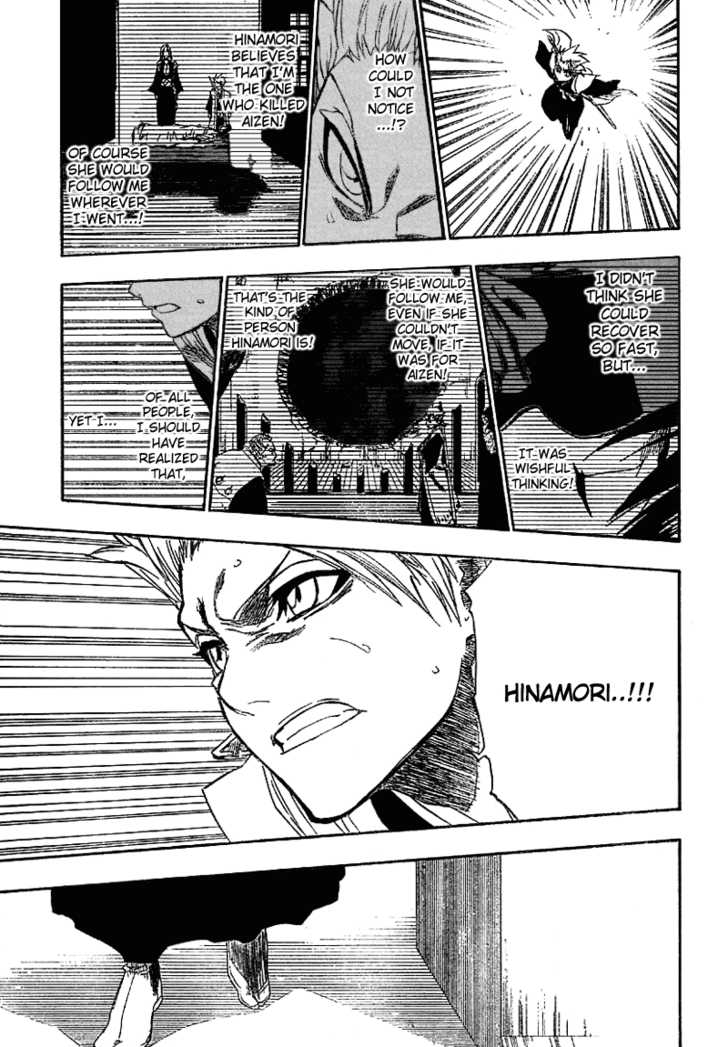 HOW
COULD
I NOT
NOTICE
...!?
HINAMORI
BELIEVES
THAT I'M
THE ONE
WHO KILLED
AIZEN!
OF COURSE
SHE WOULD
FOLLOW ME
WHEREVER
I WENT...!
I DIDN'T
THINK SHE
COULD
RECOVER
SO FAST,
BUT...
IT WAS
WISHFUL
THINKING!
SHE WOULD
FOLLOW ME,
EVEN IF SHE
COULDN'T
MOVE, IF IT
WAS FOR
AIZEN!
THAT'S THE
KIND OF
PERSON
HINAMORI IS!
OF ALL
PEOPLE,
I SHOULD
HAVE
REALIZED
THAT,
YET I...
HINAMORI..!!!